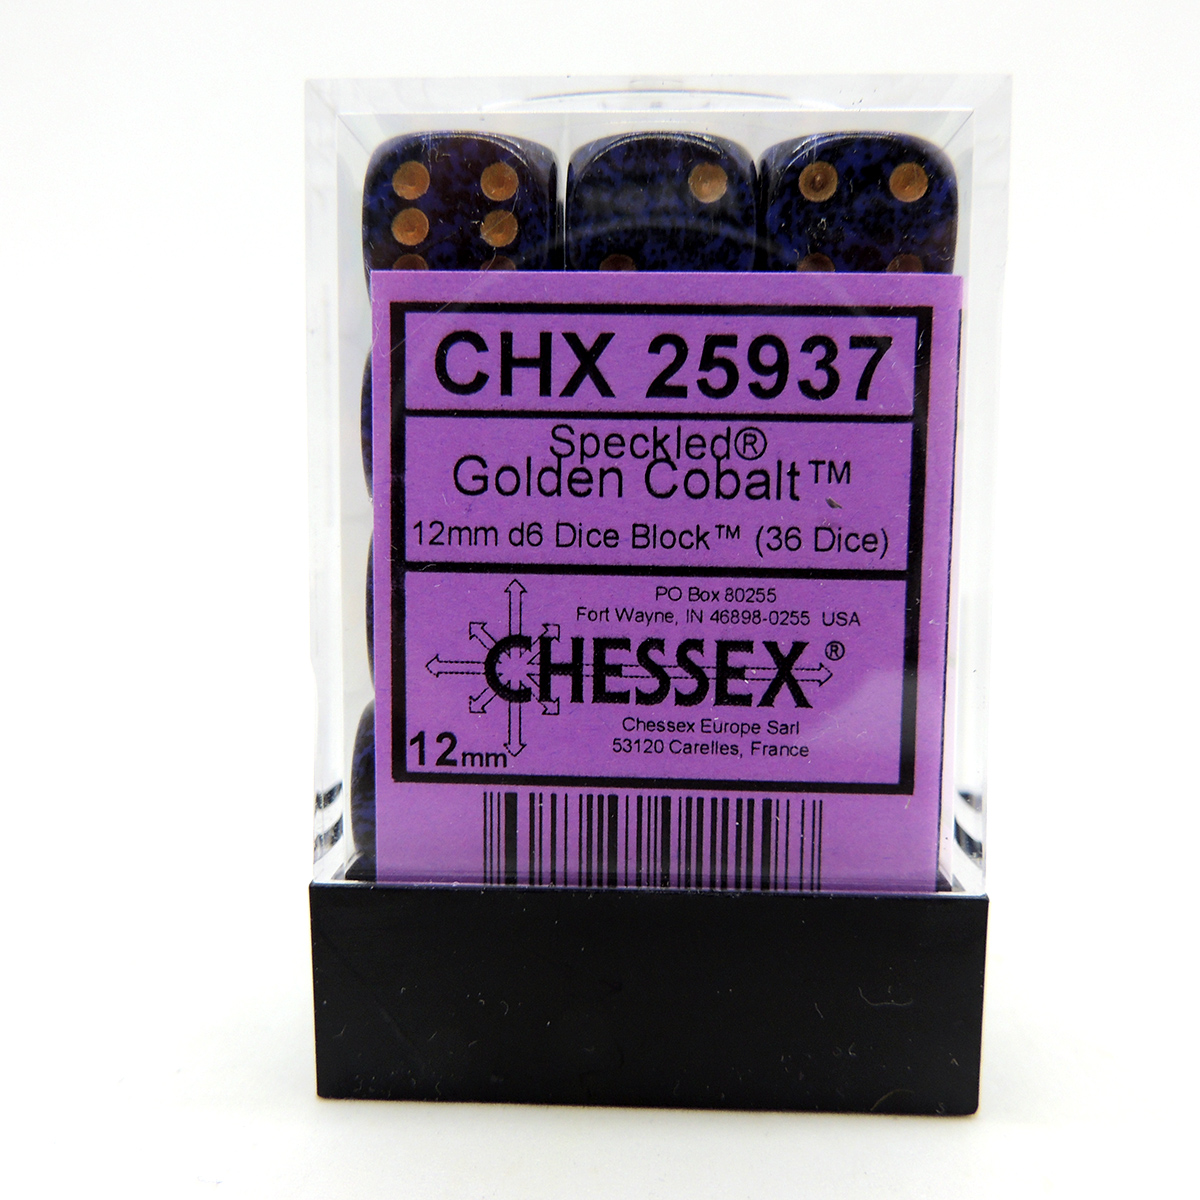 CHX 25937
Speckled®
Golden Cobalt™
12mm d6 Dice Block™ (36 Dice)
PO Box 80255
Fort Wayne, IN 46898-0255 USA
CHESSEX®
Chessex Europe Sarl
53120 Carelles, France
12mm